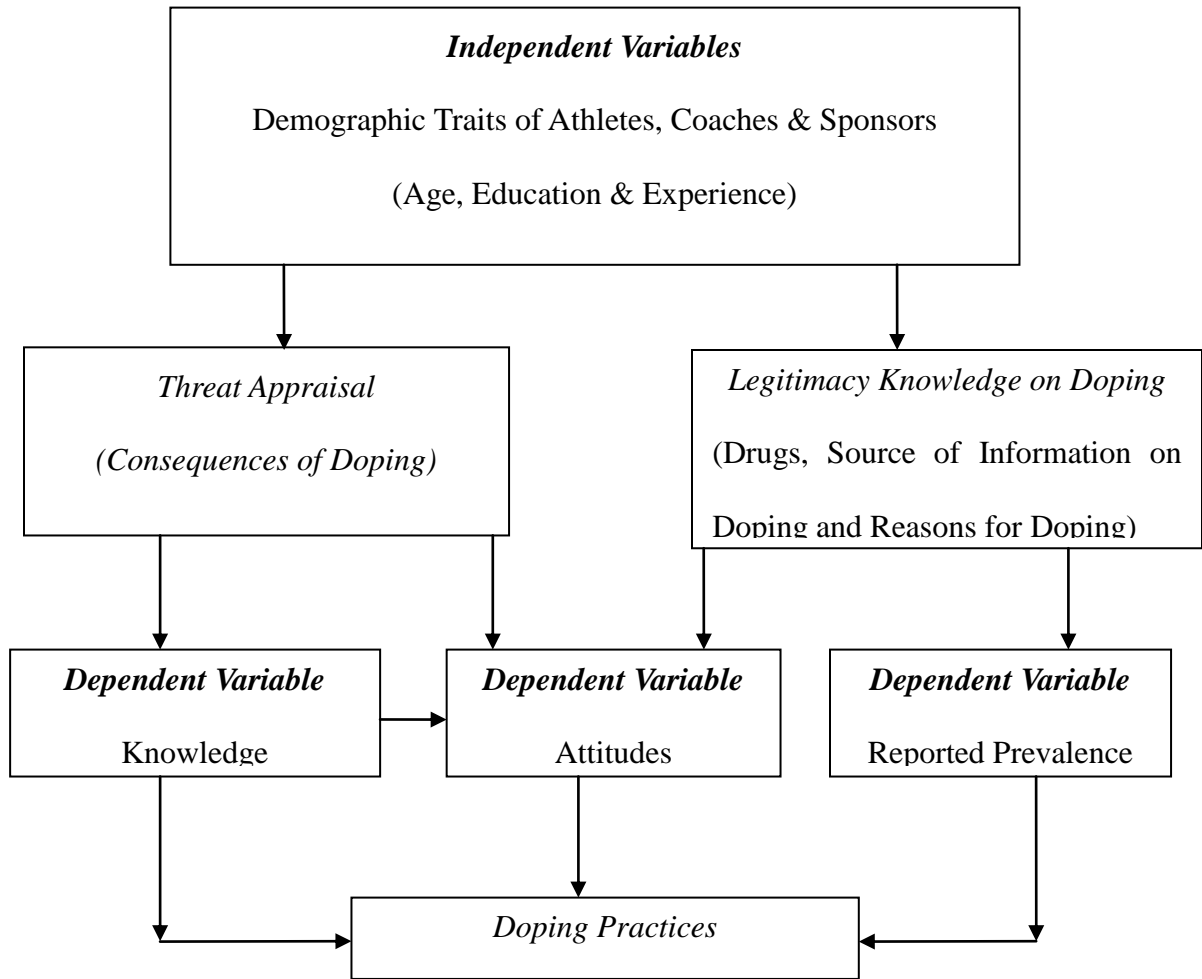 Independent Variables
Demographic Traits of Athletes, Coaches & Sponsors
(Age, Education & Experience)
Threat Appraisal
(Consequences of Doping)
Legitimacy Knowledge on Doping
(Drugs, Source of Information on
Doping and Reasons for Doping)
Dependent Variable
Knowledge
Dependent Variable
Attitudes
Dependent Variable
Reported Prevalence
Doping Practices